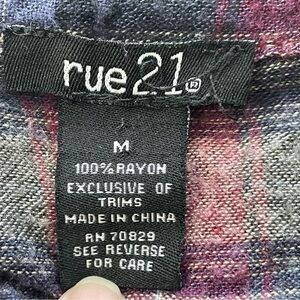 rue21®
M
100% RAYON
EXCLUSIVE OF
TRIMS
MADE IN CHINA
RN 70829
SEE REVERSE
FOR CARE